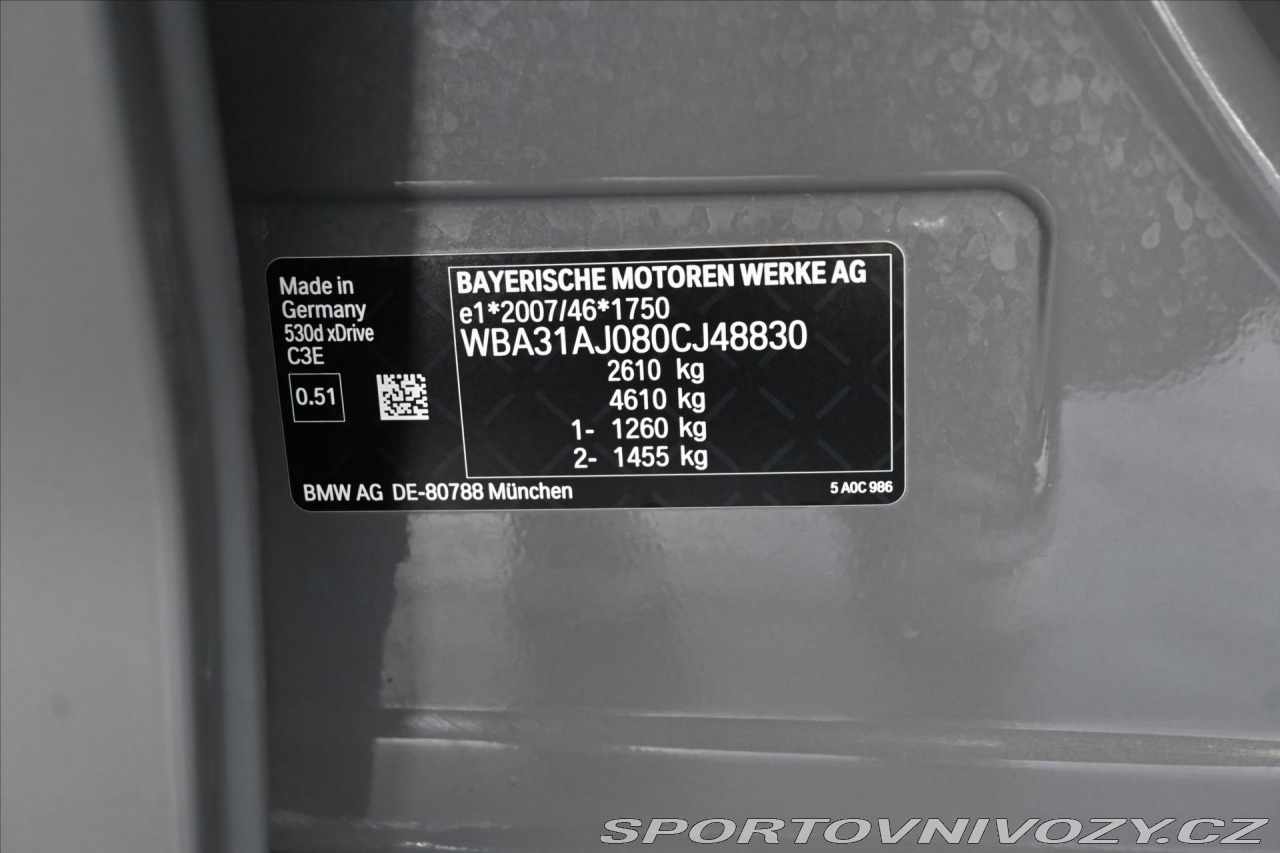 Made in
Germany
530d xDrive
C3E
0.51
BAYERISCHE MOTOREN WERKE AG
e1*2007/46*1750
WBA31AJ080CJ48830
2610 kg
4610 kg
1- 1260 kg
2- 1455 kg
BMW AG DE-80788 München
5 A0C 986
SPORTOVNIVOZY.CZ